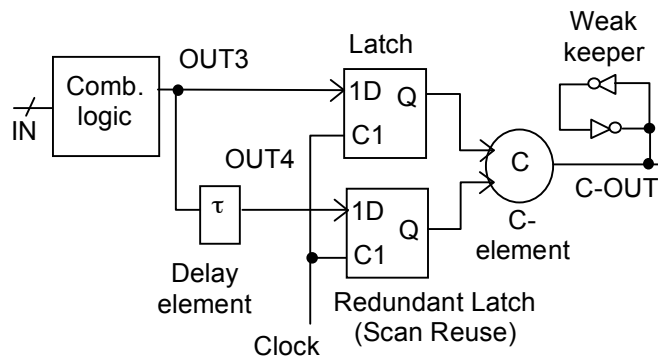 Weak
keeper
Latch
OUT3
Comb.
logic
IN
1D
Q
C1
OUT4
C
C-OUT
C-
element
τ
1D
Q
C1
Delay
element
Redundant Latch
(Scan Reuse)
Clock